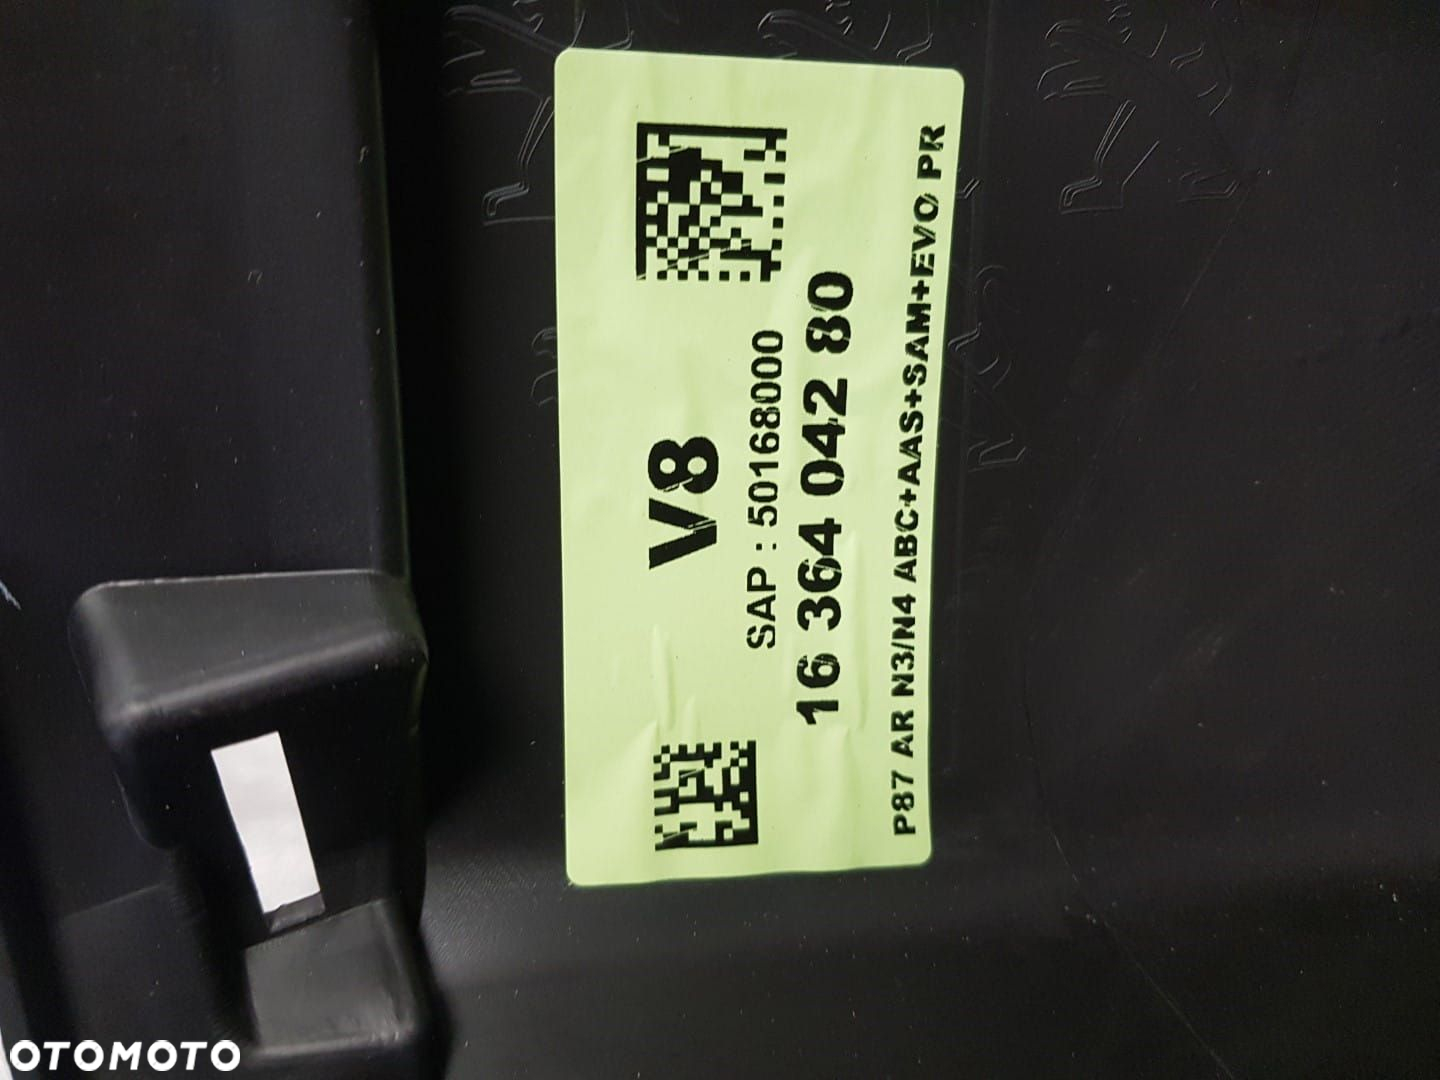 V8
SAP : 50168000
16 364 042 80
P87 AR N3/N4 ABC+AAS+SAM+EVO PR
OTOMOTO